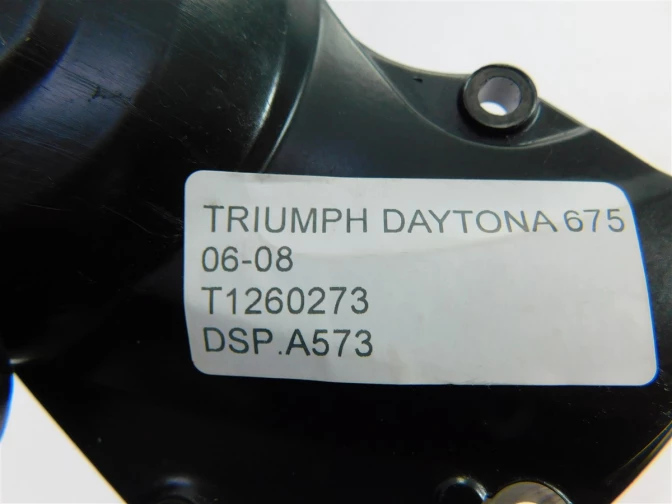 TRIUMPH DAYTONA 675
06-08
T1260273
DSP.A573